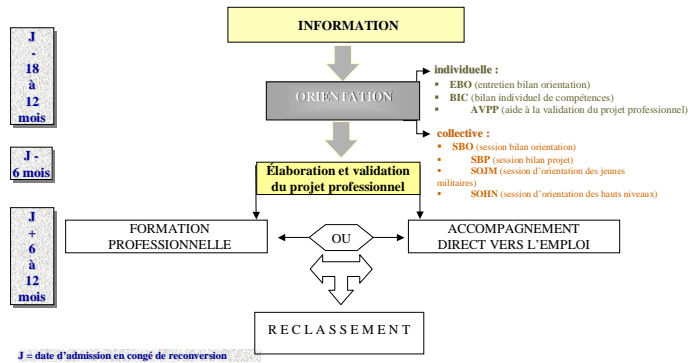 INFORMATION
J
-
18
à
12
mois
ORIENTATION
individuelle :
▪ EBO (entretien bilan orientation)
▪ BIC (bilan individuel de compétences)
▪ AVPP (aide à la validation du projet professionnel)
collective :
▪ SBO (session bilan orientation)
▪ SBP (session bilan projet)
▪ SOJM (session d'orientation des jeunes
militaires)
▪ SOHN (session d'orientation des hauts niveaux)
J -
6 mois
Élaboration et validation
du projet professionnel
J
+
6
à
12
mois
FORMATION
PROFESSIONNELLE
OU
ACCOMPAGNEMENT
DIRECT VERS L'EMPLOI
RECLASSEMENT
J = date d'admission en congé de reconversion